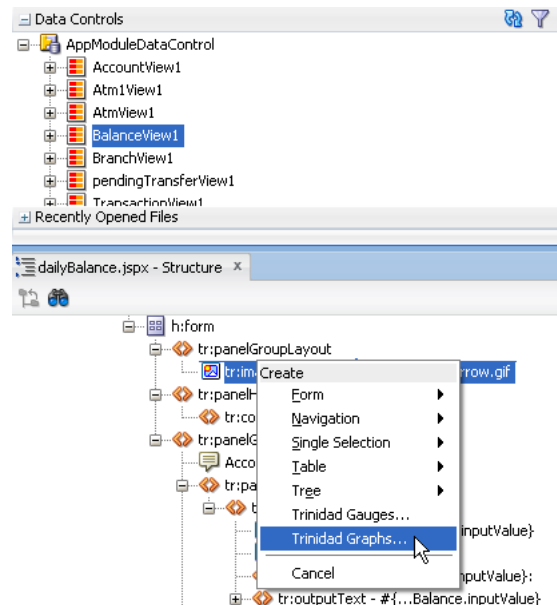 Data Controls
AppModuleDataControl
AccountView1
Atm1View1
AtmView1
BalanceView1
BranchView1
pendingTransferView1
TransactionView1
Recently Opened Files
dailyBalance.jspx - Structure x
h:form
tr:panelGroupLayout
tr:im rrow.gif
Create
tr:panelH
Form
tr:co
Navigation
tr:panelG
Single Selection
Acco
Table
tr:pa
Tree
t
Trinidad Gauges...
inputValue}
Trinidad Graphs...
Cancel
nputValue}:
tr:outputText - #{...Balance.inputValue}